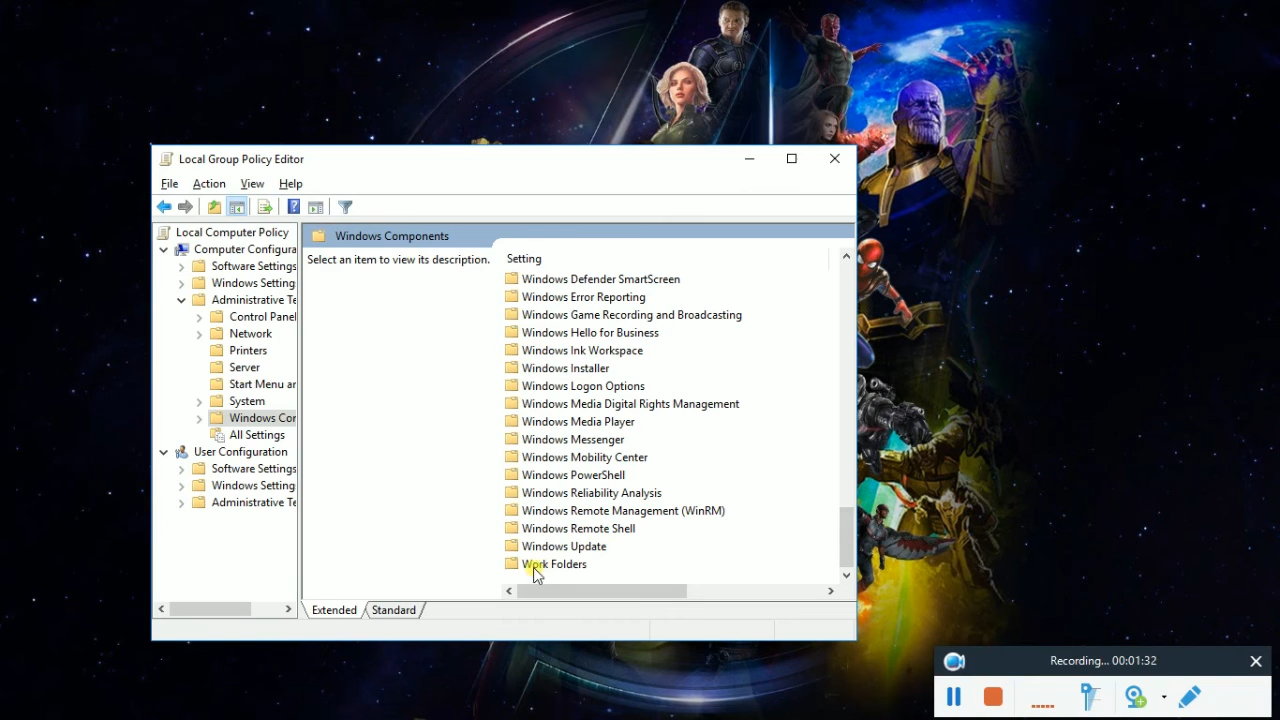 Local Group Policy Editor
File Action View Help
Local Computer Policy
Computer Configura
Software Settings
Windows Setting
Administrative Te
Control Panel
Network
Printers
Server
Start Menu ar
System
Windows Cor
All Settings
User Configuration
Software Settings
Windows Setting
Administrative Te
Windows Components
Select an item to view its description.
Setting
Windows Defender SmartScreen
Windows Error Reporting
Windows Game Recording and Broadcasting
Windows Hello for Business
Windows Ink Workspace
Windows Installer
Windows Logon Options
Windows Media Digital Rights Management
Windows Media Player
Windows Messenger
Windows Mobility Center
Windows PowerShell
Windows Reliability Analysis
Windows Remote Management (WinRM)
Windows Remote Shell
Windows Update
Work Folders
Extended Standard
Recording... 00:01:32